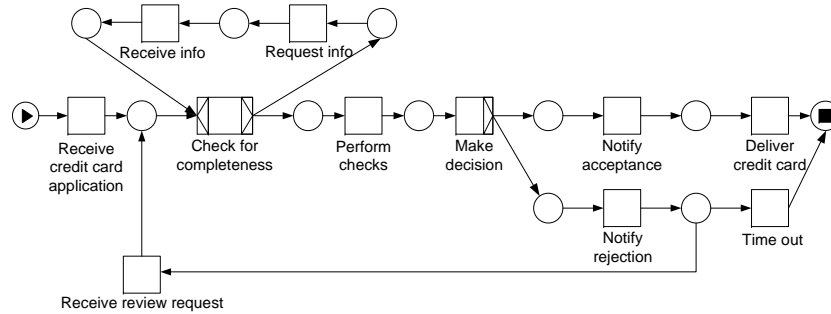 Receive info
Request info
Receive
credit card
application
Check for
completeness
Perform
checks
Make
decision
Notify
acceptance
Deliver
credit card
Notify
rejection
Time out
Receive review request